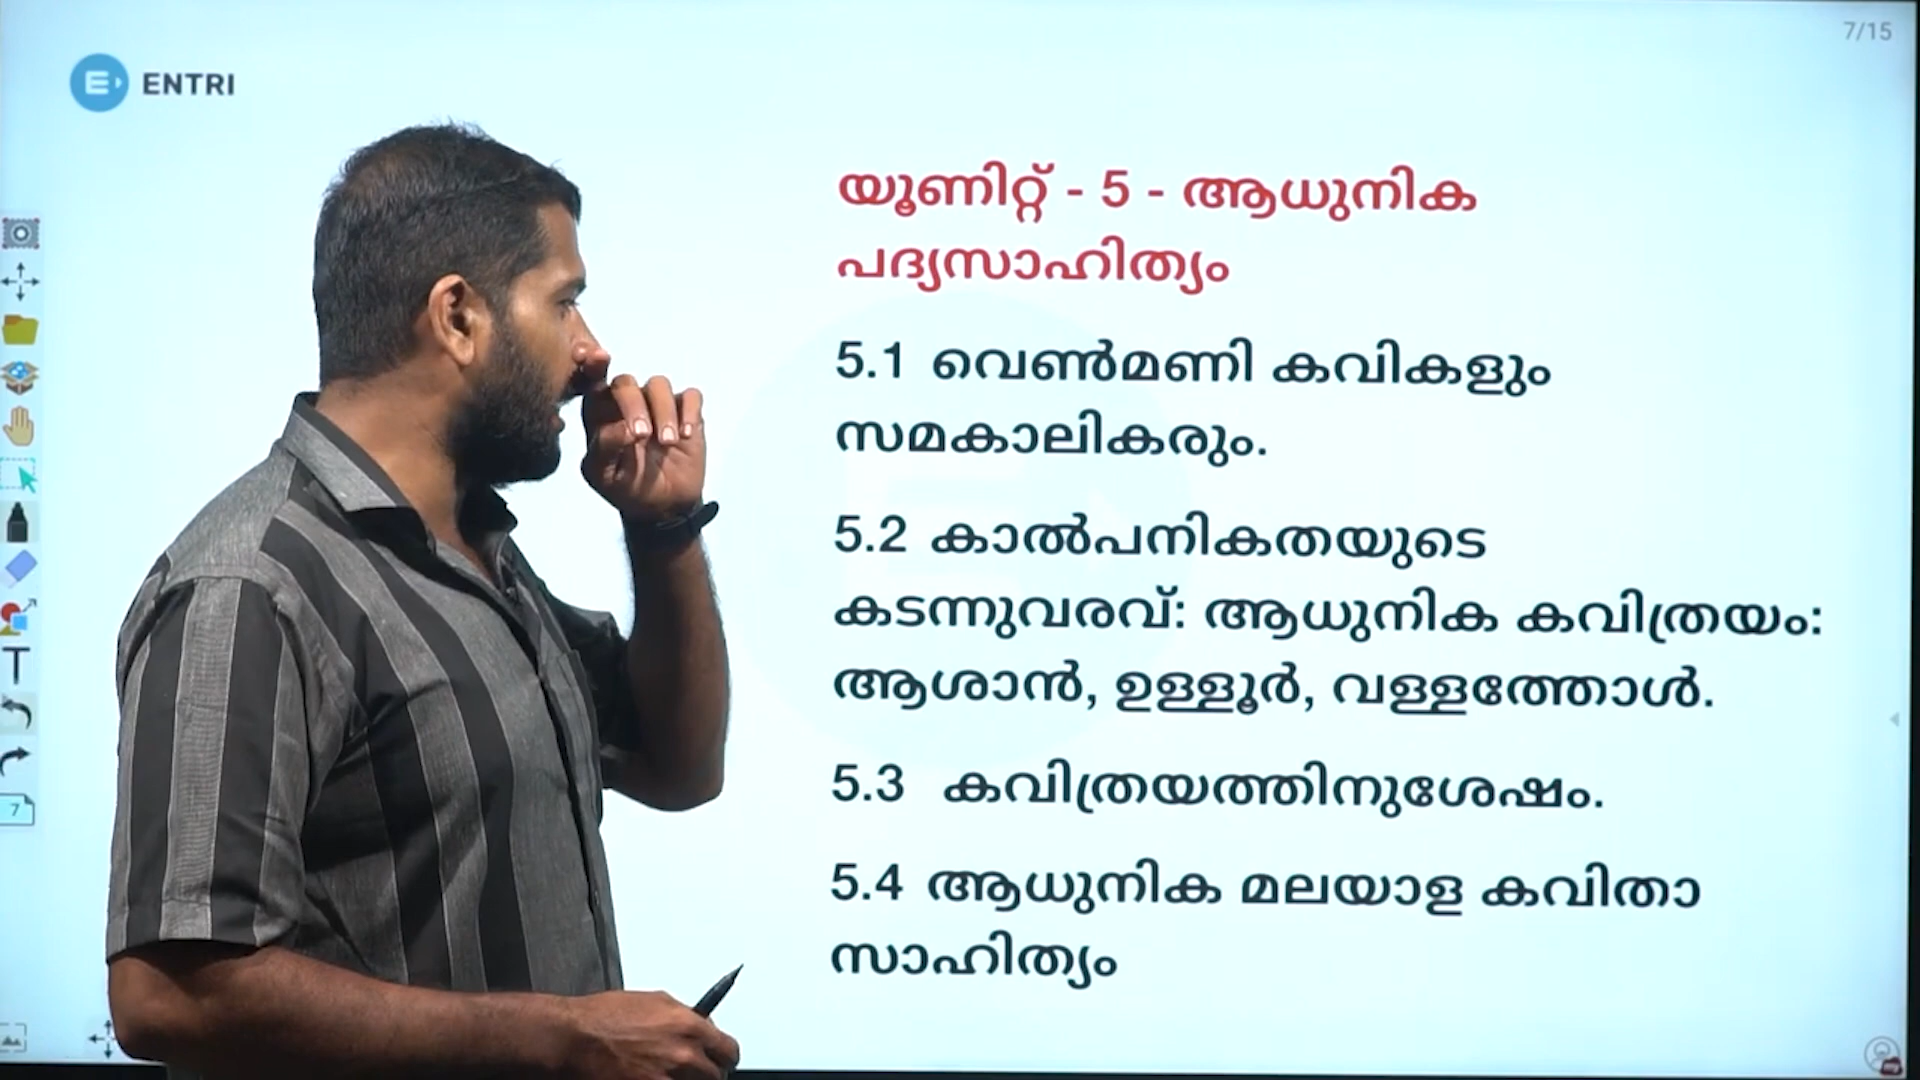 7/15
ENTRI
യൂണിറ്റ് - 5 - ആധുനിക
പദ്യസാഹിത്യം
5.1 വെൺമണി കവികളും
സമകാലികരും.
5.2 കാൽപനികതയുടെ
കടന്നുവരവ്: ആധുനിക കവിത്രയം:
ആശാൻ, ഉള്ളൂർ, വള്ളത്തോൾ.
5.3 കവിത്രയത്തിനുശേഷം.
5.4 ആധുനിക മലയാള കവിതാ
സാഹിത്യം
T
7